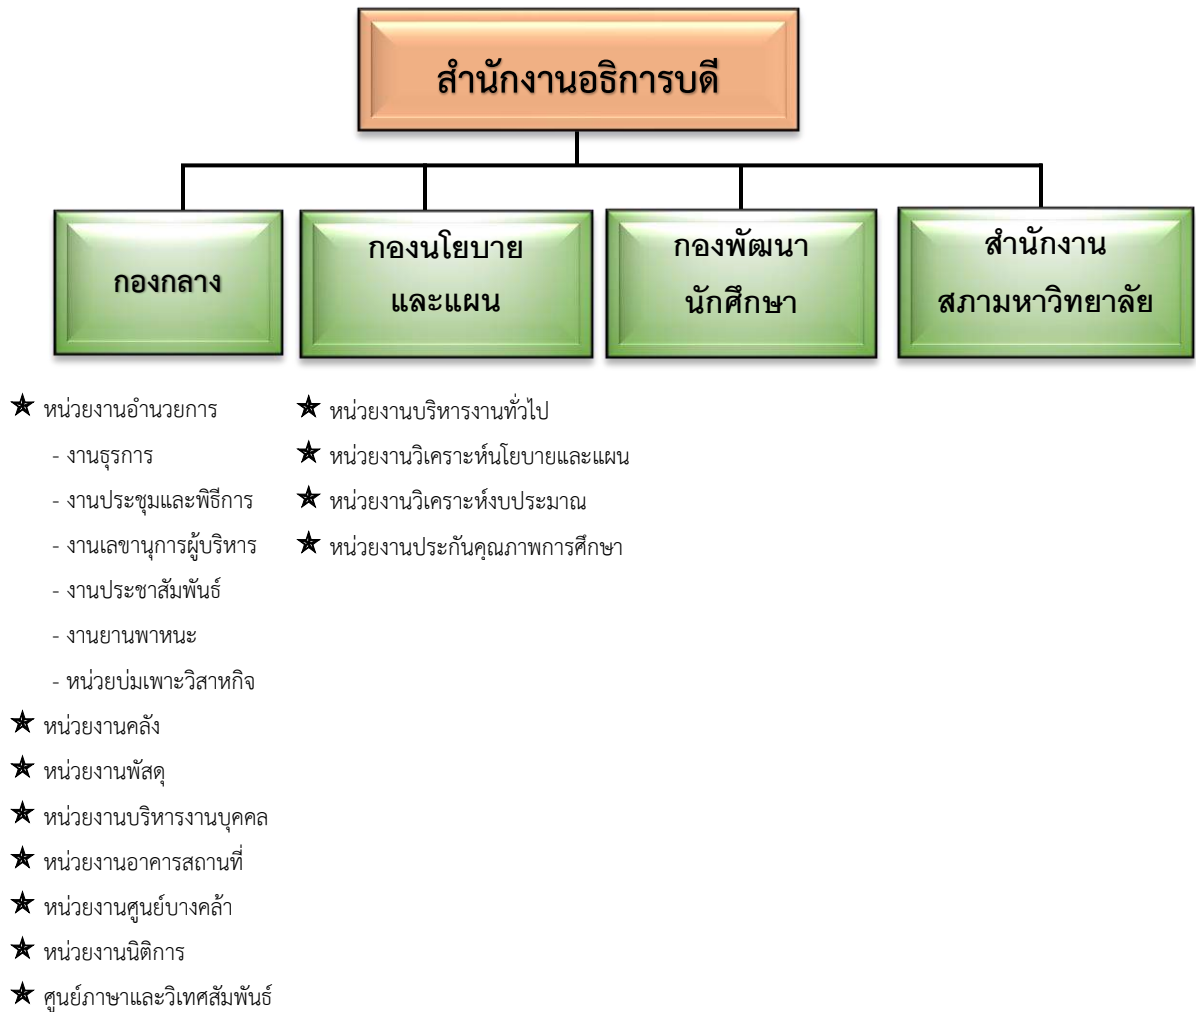 สำนักงานอธิการบดี
กองกลาง
กองนโยบาย
และแผน
กองพัฒนา
นักศึกษา
สำนักงาน
สภามหาวิทยาลัย
หน่วยงานอำนวยการ
- งานธุรการ
- งานประชุมและพิธีการ
- งานเลขานุการผู้บริหาร
- งานประชาสัมพันธ์
- งานยานพาหนะ
- หน่วยบ่มเพาะวิสาหกิจ
หน่วยงานคลัง
หน่วยงานพัสดุ
หน่วยงานบริหารงานบุคคล
หน่วยงานอาคารสถานที่
หน่วยงานศูนย์บางคล้า
หน่วยงานนิติการ
ศูนย์ภาษาและวิเทศสัมพันธ์
หน่วยงานบริหารงานทั่วไป
หน่วยงานวิเคราะห์นโยบายและแผน
หน่วยงานวิเคราะห์งบประมาณ
หน่วยงานประกันคุณภาพการศึกษา